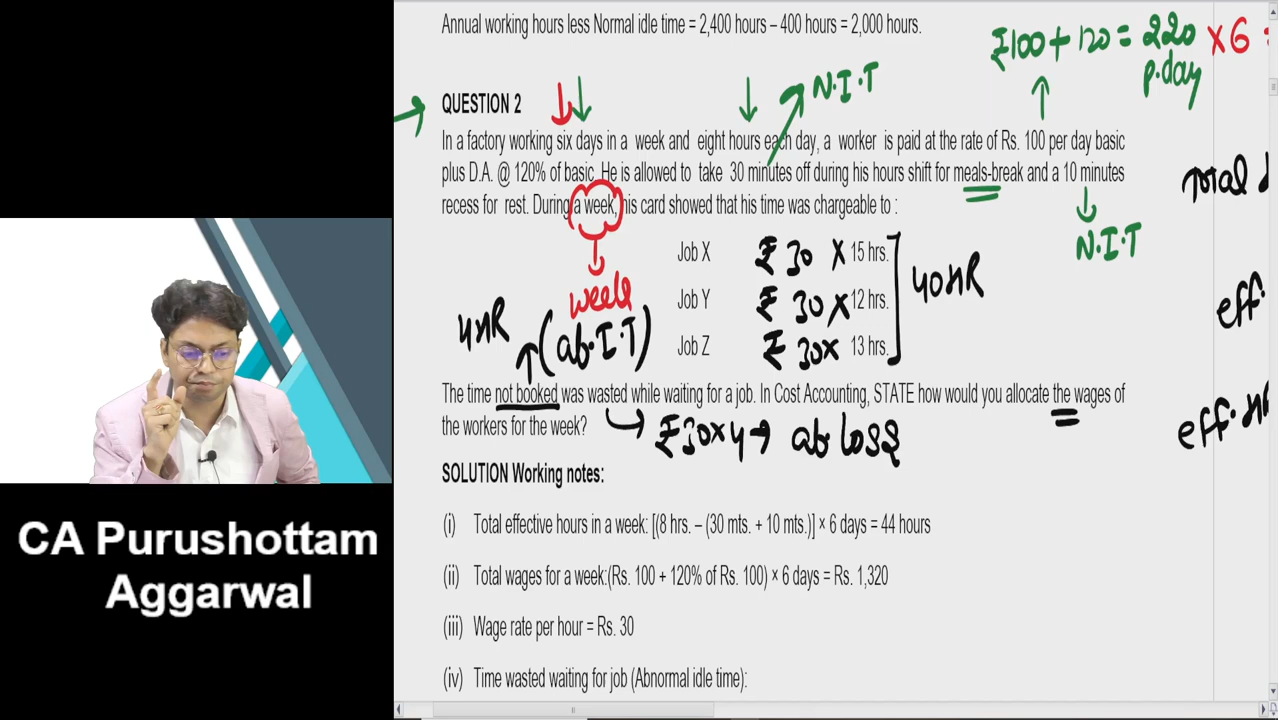 Annual working hours less Normal idle time = 2,400 hours – 400 hours = 2,000 hours.
₹100 + 120 = 220 × 6 =
p.day
N.I.T
QUESTION 2
In a factory working six days in a week and eight hours each day, a worker is paid at the rate of Rs. 100 per day basic
plus D.A. @ 120% of basic. He is allowed to take 30 minutes off during his hours shift for meals-break and a 10 minutes
recess for rest. During a week, his card showed that his time was chargeable to :
N.I.T
Job X ₹ 30 × 15 hrs.
week
Job Y ₹ 30 × 12 hrs.
40 HR
eff.
4 HR (ab.I.T)
Job Z ₹ 30 × 13 hrs.
The time not booked was wasted while waiting for a job. In Cost Accounting, STATE how would you allocate the wages of
the workers for the week?
₹ 30 × 4 → ab loss
SOLUTION Working notes:
(i) Total effective hours in a week: [(8 hrs. – (30 mts. + 10 mts.)] × 6 days = 44 hours
(ii) Total wages for a week:(Rs. 100 + 120% of Rs. 100) × 6 days = Rs. 1,320
(iii) Wage rate per hour = Rs. 30
(iv) Time wasted waiting for job (Abnormal idle time):
CA Purushottam
Aggarwal